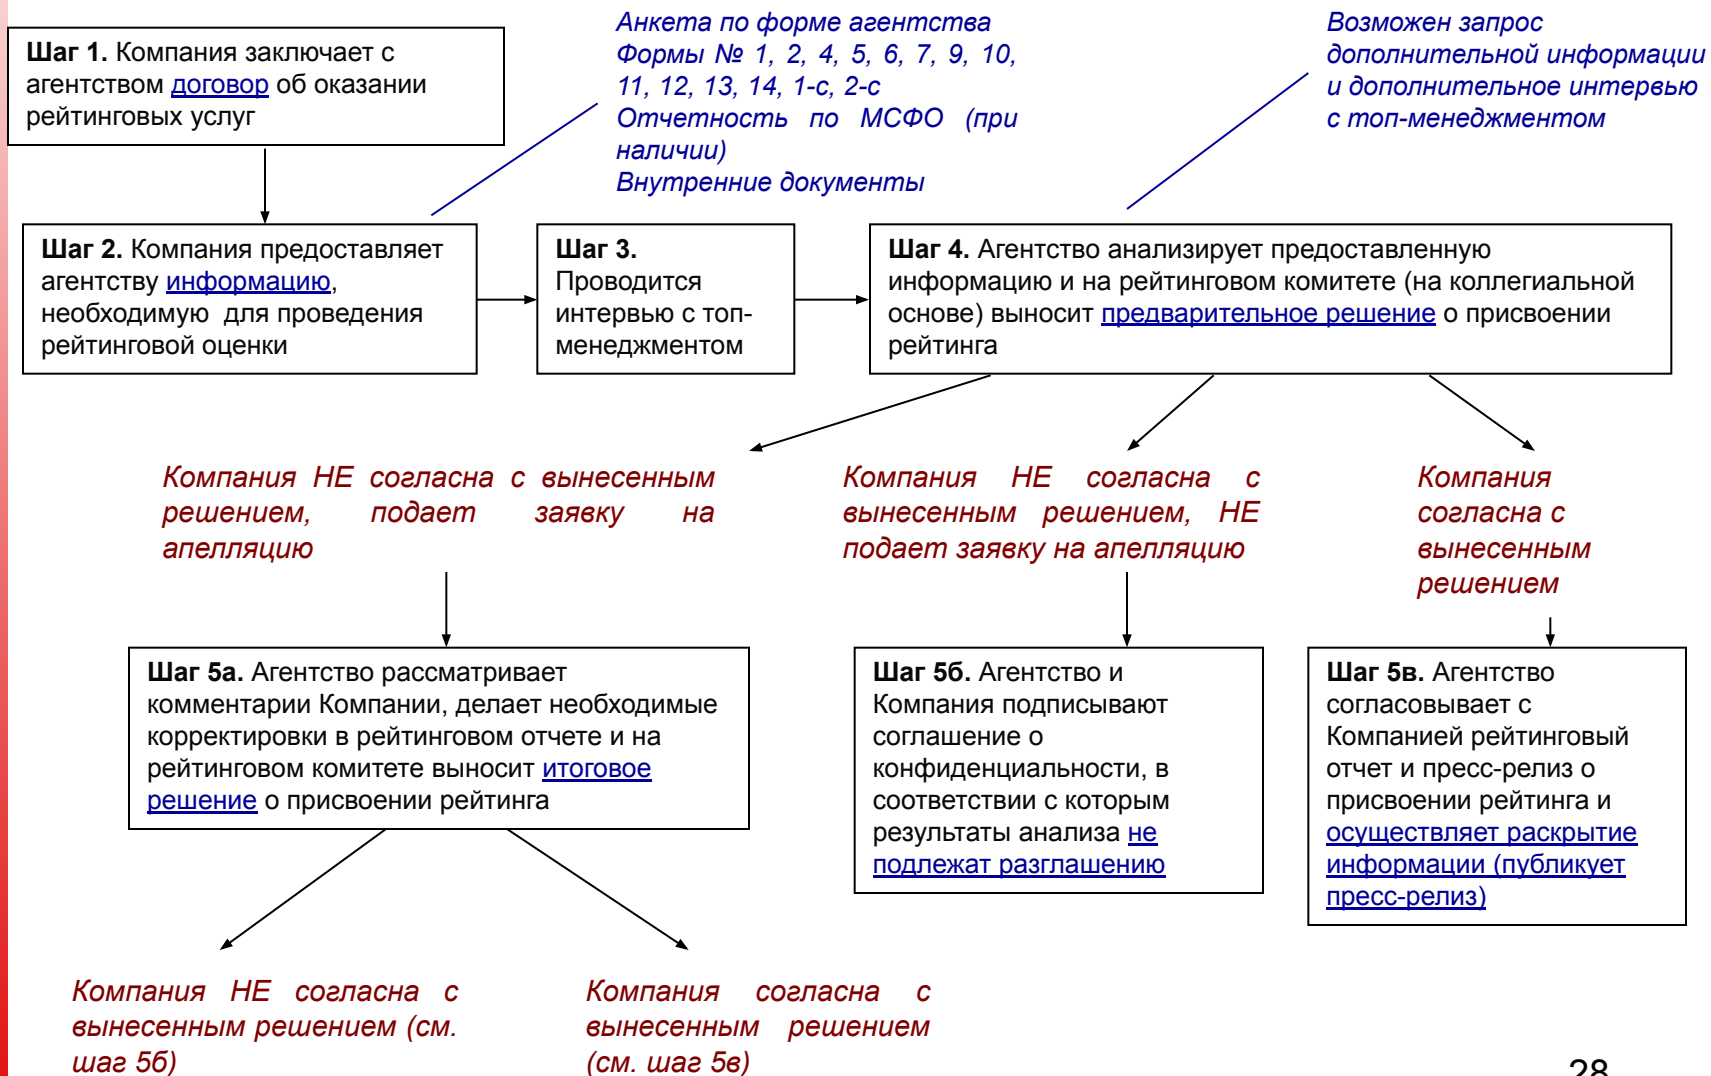 Шаг 1. Компания заключает с
агентством договор об оказании
рейтинговых услуг
Анкета по форме агентства
Формы № 1, 2, 4, 5, 6, 7, 9, 10,
11, 12, 13, 14, 1-с, 2-с
Отчетность по МСФО (при
наличии)
Внутренние документы
Возможен запрос
дополнительной информации
и дополнительное интервью
с топ-менеджментом
Шаг 2. Компания предоставляет
агентству информацию,
необходимую для проведения
рейтинговой оценки
Шаг 3.
Проводится
интервью с топ-
менеджментом
Шаг 4. Агентство анализирует предоставленную
информацию и на рейтинговом комитете (на коллегиальной
основе) выносит предварительное решение о присвоении
рейтинга
Компания НЕ согласна с вынесенным
решением, подает заявку на
апелляцию
Компания НЕ согласна с
вынесенным решением, НЕ
подает заявку на апелляцию
Компания
согласна с
вынесенным
решением
Шаг 5а. Агентство рассматривает
комментарии Компании, делает необходимые
корректировки в рейтинговом отчете и на
рейтинговом комитете выносит итоговое
решение о присвоении рейтинга
Шаг 5б. Агентство и
Компания подписывают
соглашение о
конфиденциальности, в
соответствии с которым
результаты анализа не
подлежат разглашению
Шаг 5в. Агентство
согласовывает с
Компанией рейтинговый
отчет и пресс-релиз о
присвоении рейтинга и
осуществляет раскрытие
информации (публикует
пресс-релиз)
Компания НЕ согласна с
вынесенным решением (см.
шаг 5б)
Компания согласна с
вынесенным решением
(см. шаг 5в)
28